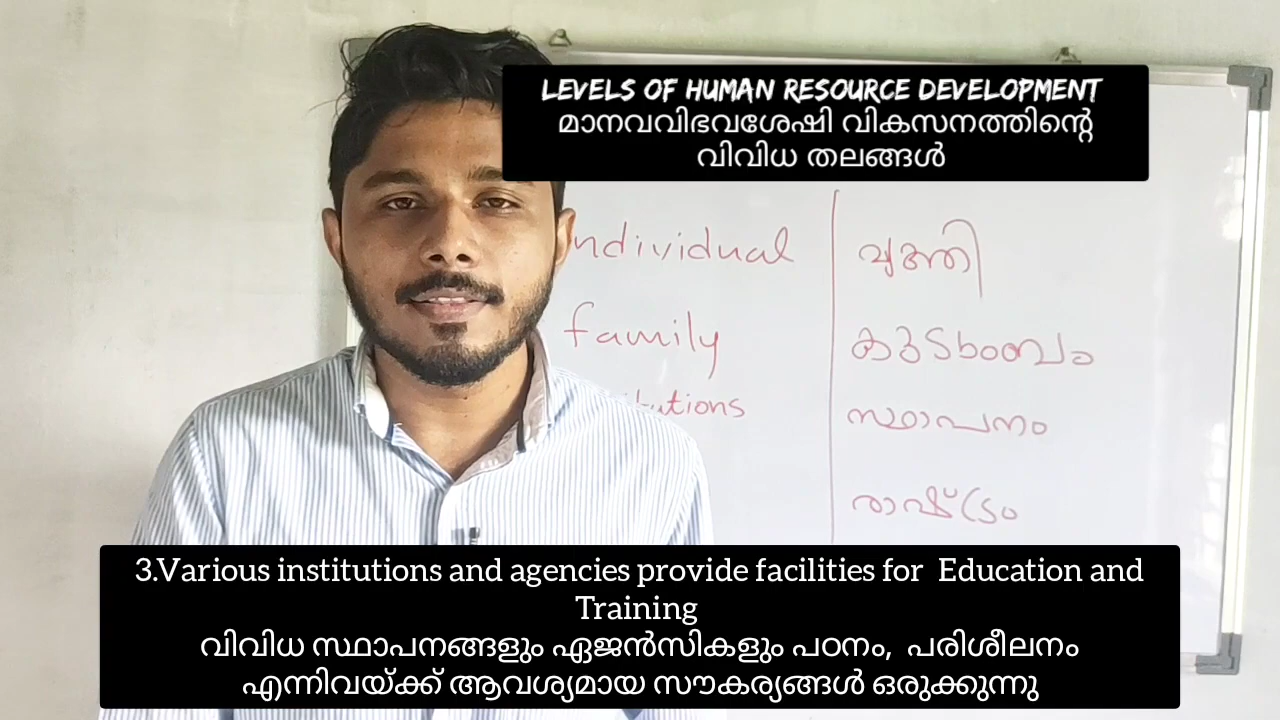 LEVELS OF HUMAN RESOURCE DEVELOPMENT
മാനവവിഭവശേഷി വികസനത്തിന്റെ
വിവിധ തലങ്ങൾ
ndividual വ്യക്തി
family കുടുംബം
tutions സ്ഥാപനം
രാഷ്ട്രം
3.Various institutions and agencies provide facilities for Education and
Training
വിവിധ സ്ഥാപനങ്ങളും ഏജൻസികളും പഠനം, പരിശീലനം
എന്നിവയ്ക്ക് ആവശ്യമായ സൗകര്യങ്ങൾ ഒരുക്കുന്നു